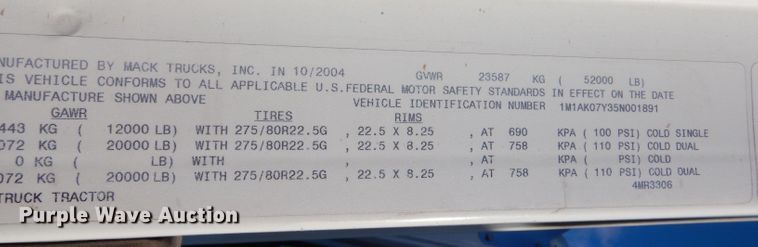 NUFACTURED BY MACK TRUCKS, INC. IN 10/2004 GVWR 23587 KG ( 52000 LB)
IS VEHICLE CONFORMS TO ALL APPLICABLE U.S.FEDERAL MOTOR SAFETY STANDARDS IN EFFECT ON THE DATE
MANUFACTURE SHOWN ABOVE VEHICLE IDENTIFICATION NUMBER 1M1AK07Y35N001891
GAWR TIRES RIMS
443 KG ( 12000 LB) WITH 275/80R22.5G , 22.5 X 8.25 , AT 690 KPA ( 100 PSI) COLD SINGLE
072 KG ( 20000 LB) WITH 275/80R22.5G , 22.5 X 8.25 , AT 758 KPA ( 110 PSI) COLD DUAL
0 KG ( LB) WITH , , AT KPA ( PSI) COLD
072 KG ( 20000 LB) WITH 275/80R22.5G , 22.5 X 8.25 , AT 758 KPA ( 110 PSI) COLD DUAL
TRUCK TRACTOR 4MR3306
Purple Wave Auction